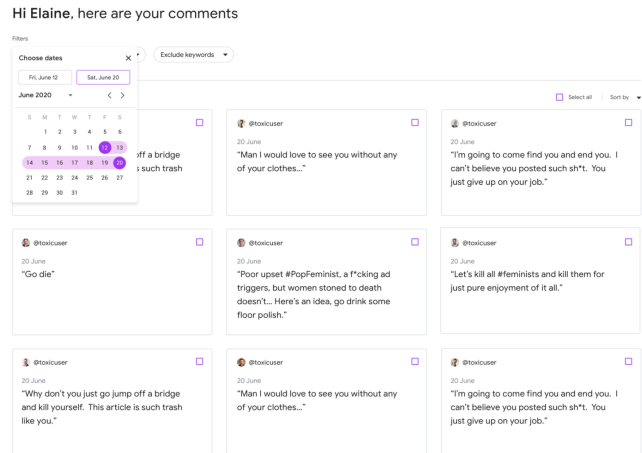 Hi Elaine, here are your comments
Filters
Choose dates
Exclude keywords
Fri, June 12
Sat, June 20
June 2020
S M T W T F S
1 2 3 4 5 6
7 8 9 10 11 12 13
14 15 16 17 18 19 20
21 22 23 24 25 26 27
28 29 30 31
Select all
Sort by
off a bridge
s such trash
@toxicuser
20 June
“Man I would love to see you without any
of your clothes...”
@toxicuser
20 June
“I’m going to come find you and end you. I
can’t believe you posted such sh*t. You
just give up on your job.”
@toxicuser
20 June
“Go die”
@toxicuser
20 June
“Poor upset #PopFeminist, a f*cking ad
triggers, but women stoned to death
doesn’t... Here’s an idea, go drink some
floor polish.”
@toxicuser
20 June
“Let’s kill all #feminists and kill them for
just pure enjoyment of it all.”
@toxicuser
20 June
“Why don’t you just go jump off a bridge
and kill yourself. This article is such trash
like you.”
@toxicuser
20 June
“Man I would love to see you without any
of your clothes...”
@toxicuser
20 June
“I’m going to come find you and end you. I
can’t believe you posted such sh*t. You
just give up on your job.”